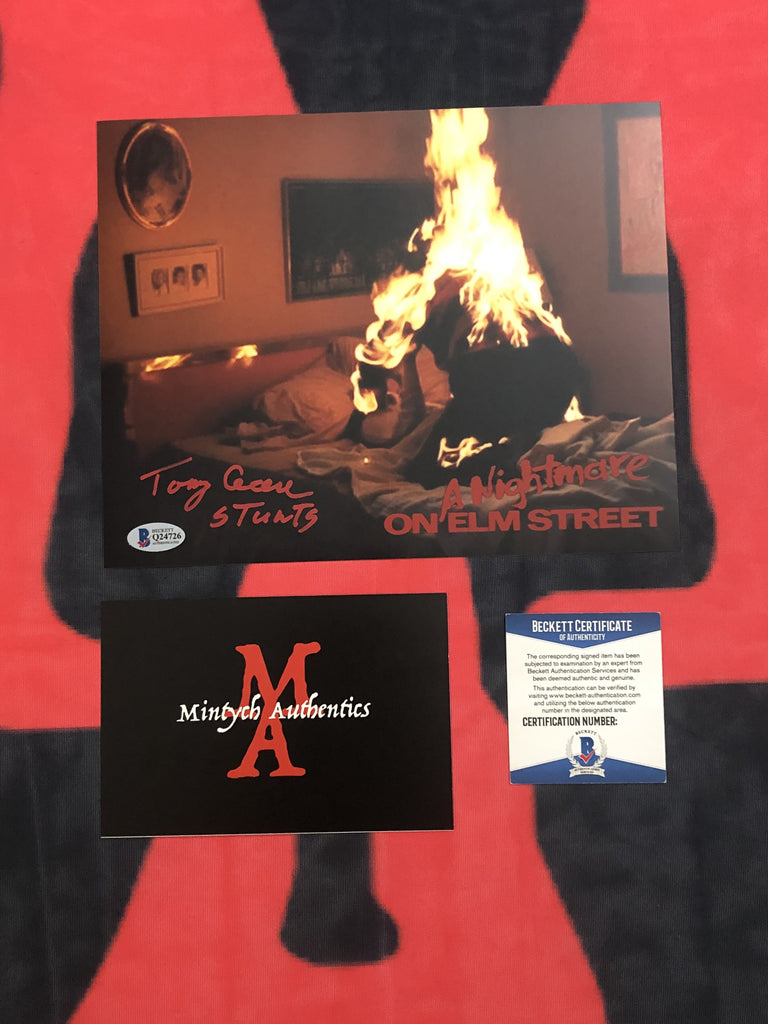 Tony Cecere
STUNTS
A Nightmare
ON ELM STREET
BECKETT
Q24726
AUTHENTICATED
MA
Mintych Authentics
BECKETT CERTIFICATE
OF AUTHENTICITY
The corresponding signed item has been
subjected to examination by an expert from
Beckett Authentication Services and has
been deemed authentic and genuine.
This authentication can be verified by
visiting www.beckett-authentication.com
and utilizing the below authentication
number in the designated area.
CERTIFICATION NUMBER:
BECKETT
B